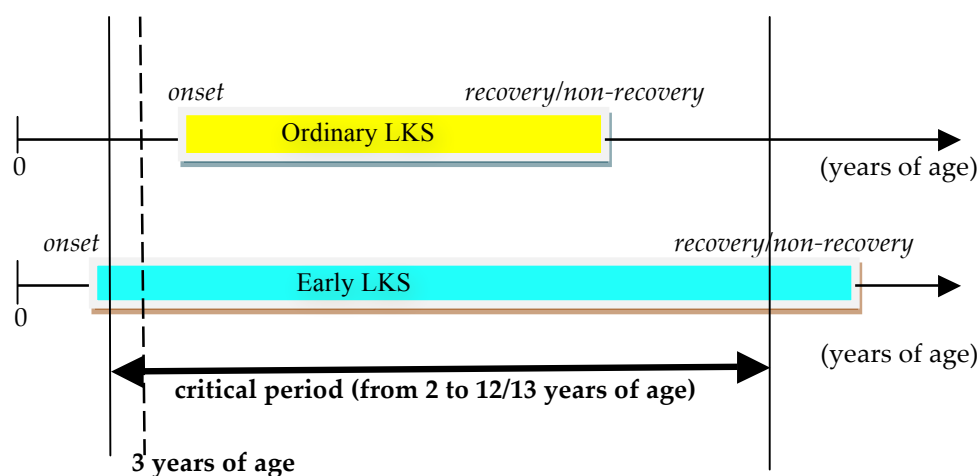 onset
recovery/non-recovery
Ordinary LKS
0
(years of age)
onset
recovery/non-recovery
Early LKS
0
(years of age)
critical period (from 2 to 12/13 years of age)
3 years of age